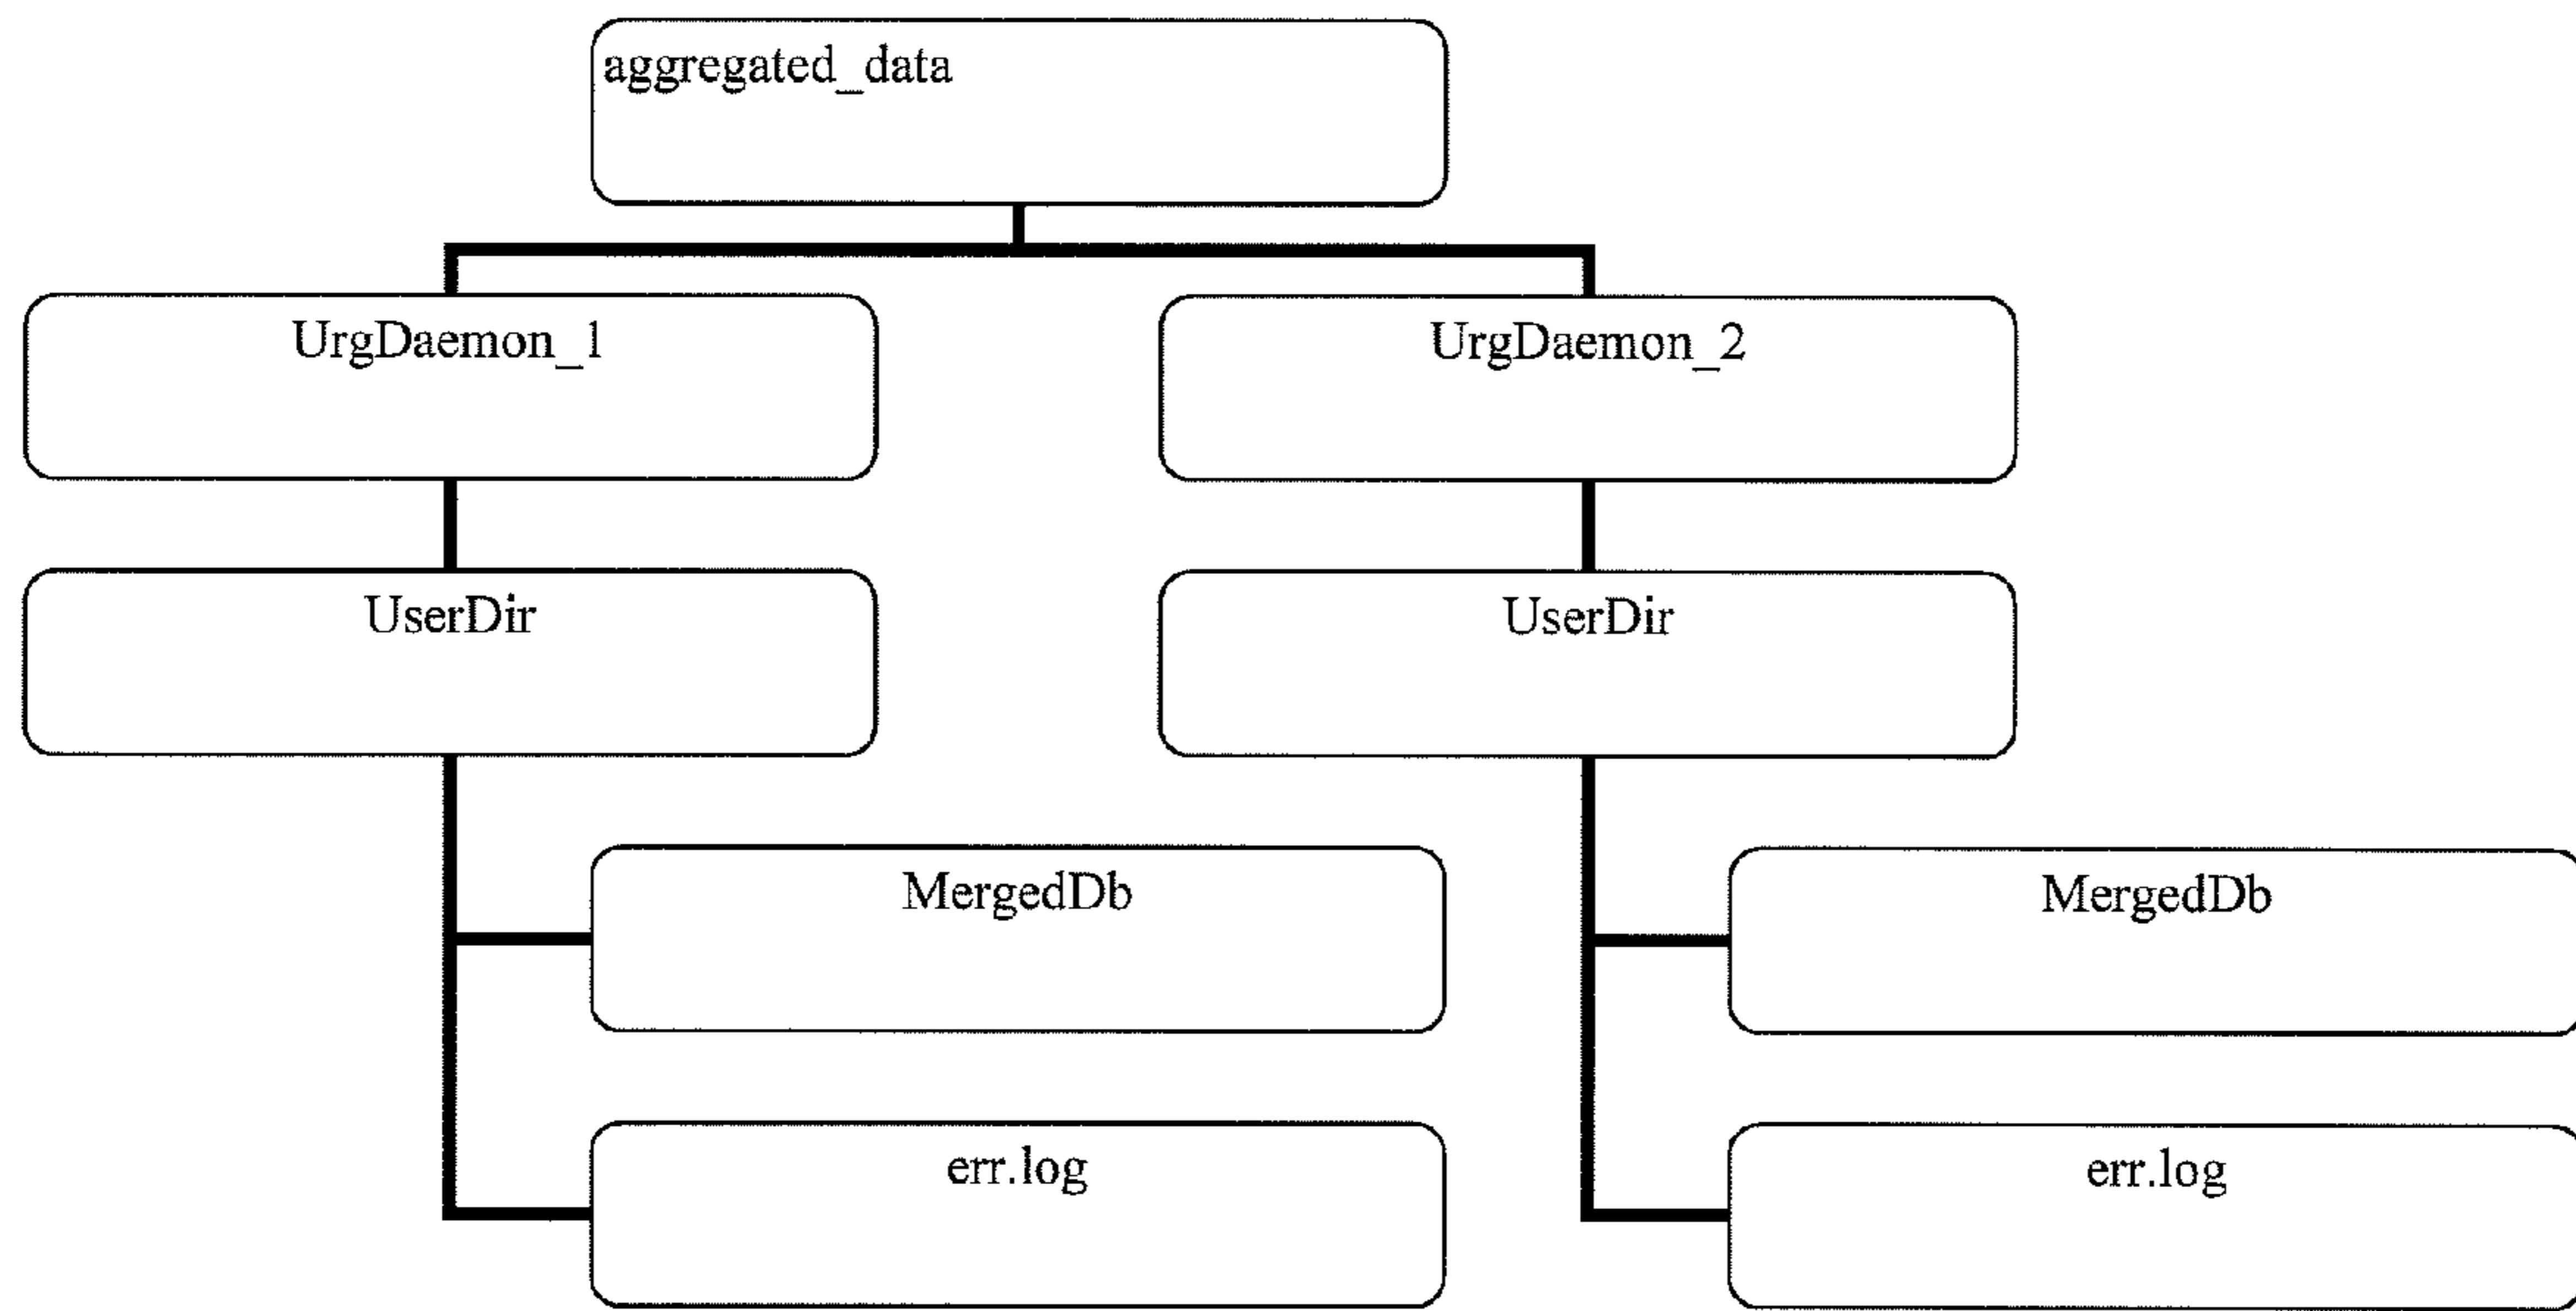 aggregated_data
UrgDaemon_1
UrgDaemon_2
UserDir
UserDir
MergedDb
MergedDb
err.log
err.log